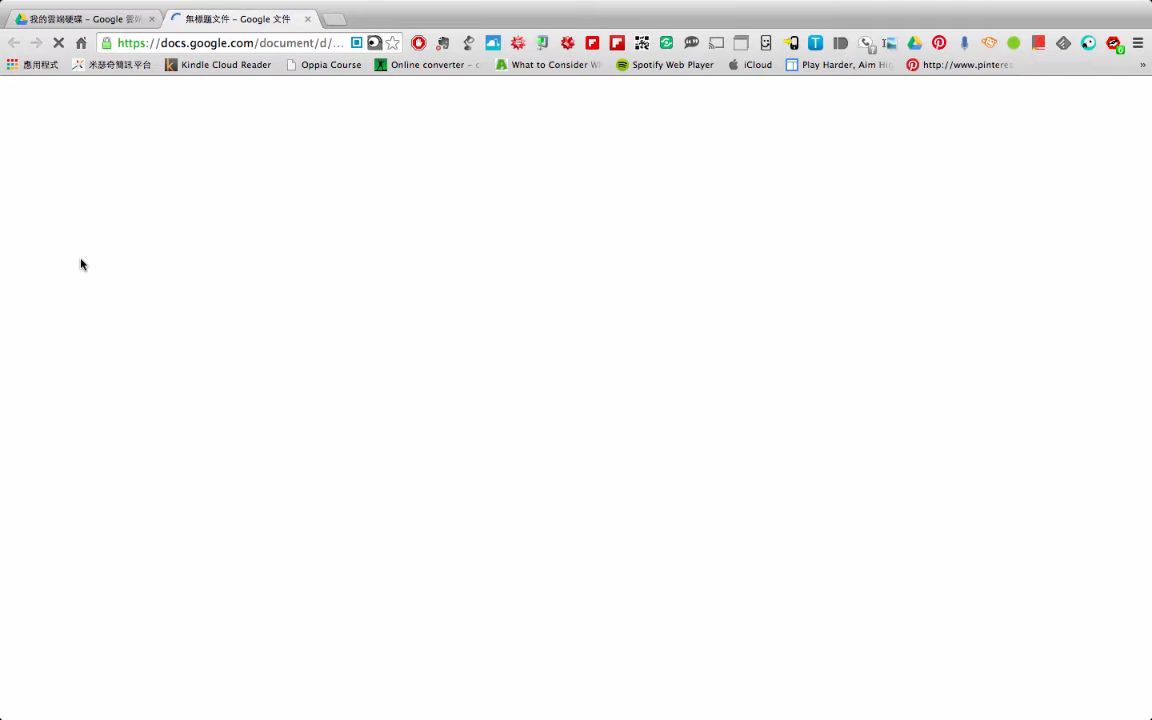 我的雲端硬碟 – Google 雲端
無標題文件 – Google 文件
https://docs.google.com/document/d/...
應用程式
米瑟奇簡訊平台
Kindle Cloud Reader
Oppia Course
Online converter – c
What to Consider W
Spotify Web Player
iCloud
Play Harder, Aim Hig
http://www.pinteres
»